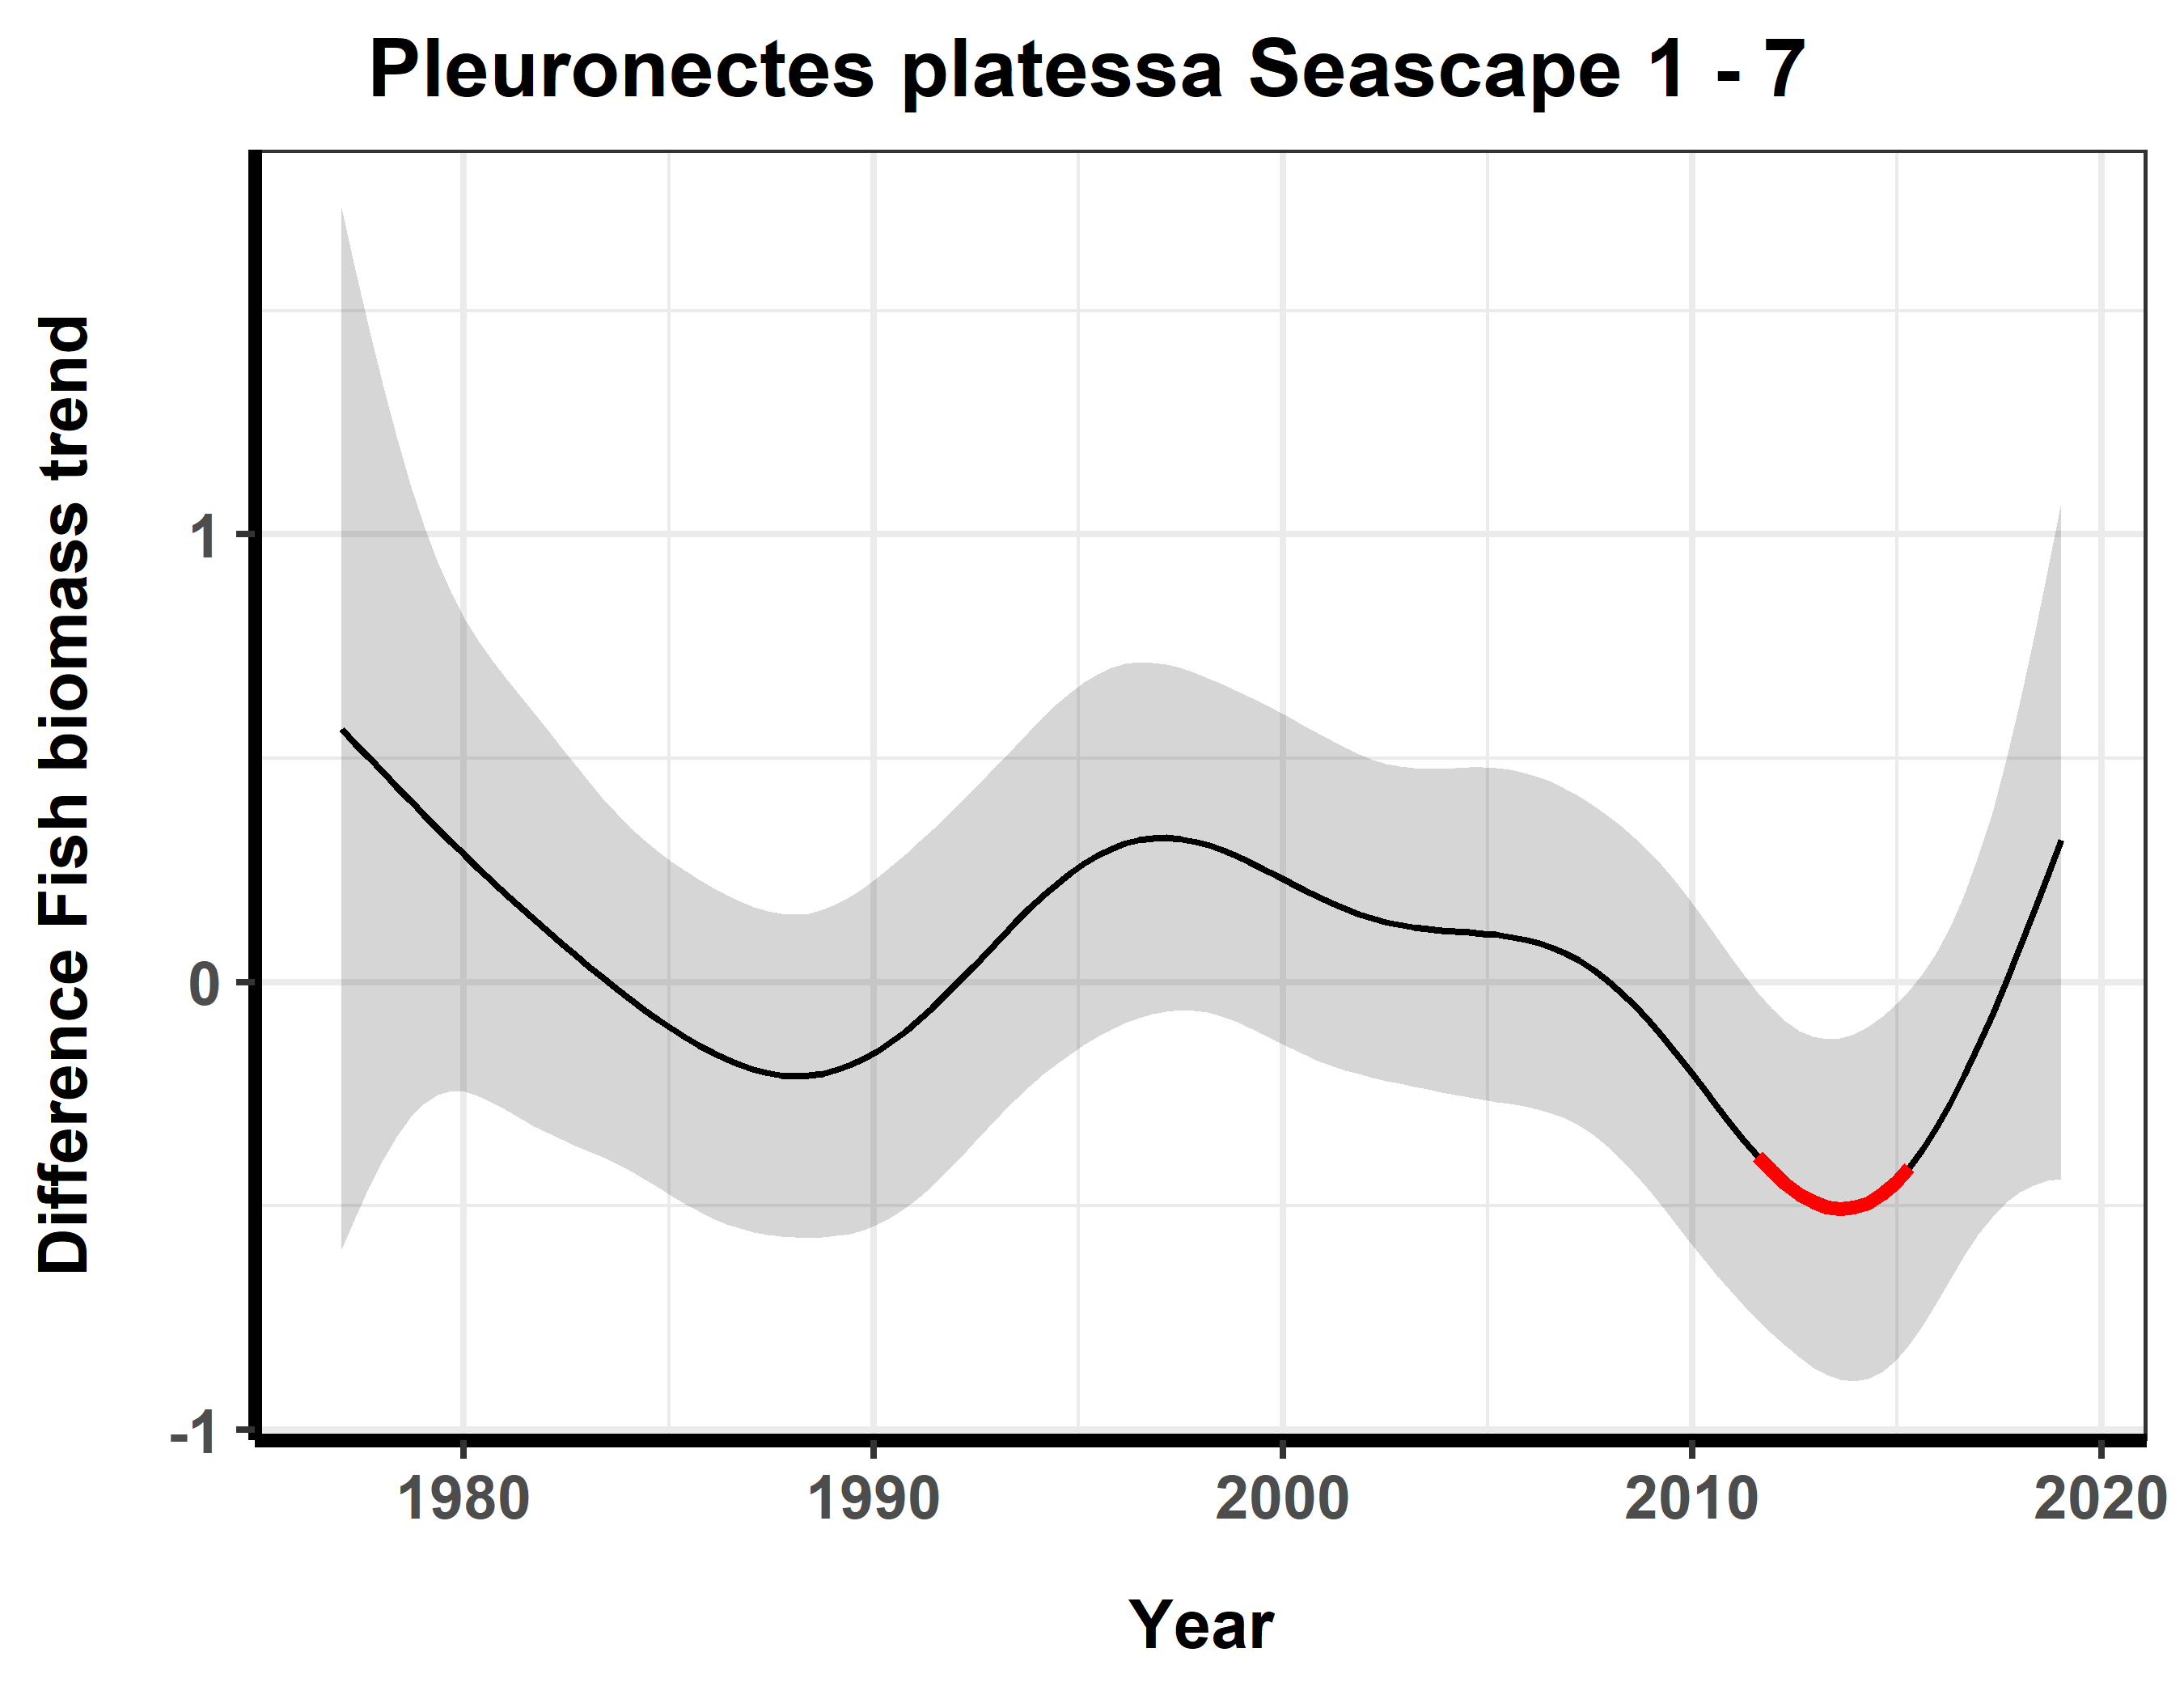 Pleuronectes platessa Seascape 1 - 7
Difference Fish biomass trend
1
0
-1
1980 1990 2000 2010 2020
Year